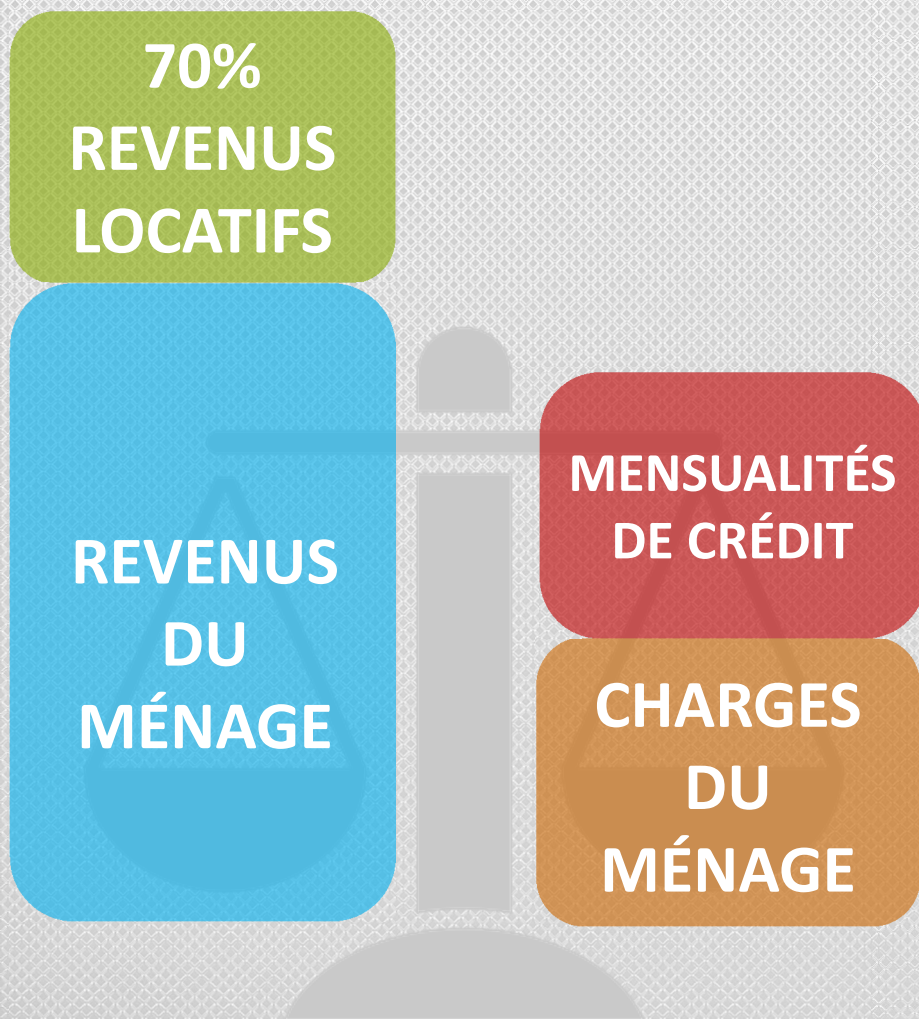 70%
REVENUS
LOCATIFS
REVENUS
DU
MÉNAGE
MENSUALITÉS
DE CRÉDIT
CHARGES
DU
MÉNAGE